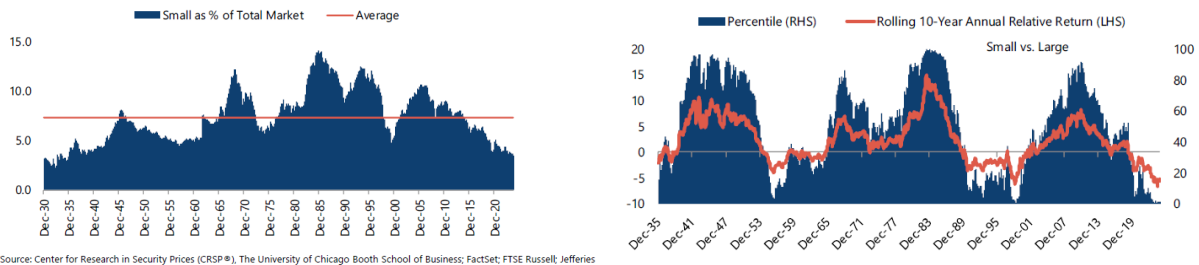 Small as % of Total Market Average
15.0
10.0
5.0
0.0
Dec-30 Dec-35 Dec-40 Dec-45 Dec-50 Dec-55 Dec-60 Dec-65 Dec-70 Dec-75 Dec-80 Dec-85 Dec-90 Dec-95 Dec-00 Dec-05 Dec-10 Dec-15 Dec-20
Percentile (RHS) Rolling 10-Year Annual Relative Return (LHS)
Small vs. Large
20 100
15 80
10 60
5 40
0
-5 20
-10 0
Dec-35 Dec-41 Dec-47 Dec-53 Dec-59 Dec-65 Dec-71 Dec-77 Dec-83 Dec-89 Dec-95 Dec-01 Dec-07 Dec-13 Dec-19
Source: Center for Research in Security Prices (CRSP®), The University of Chicago Booth School of Business; FactSet; FTSE Russell; Jefferies